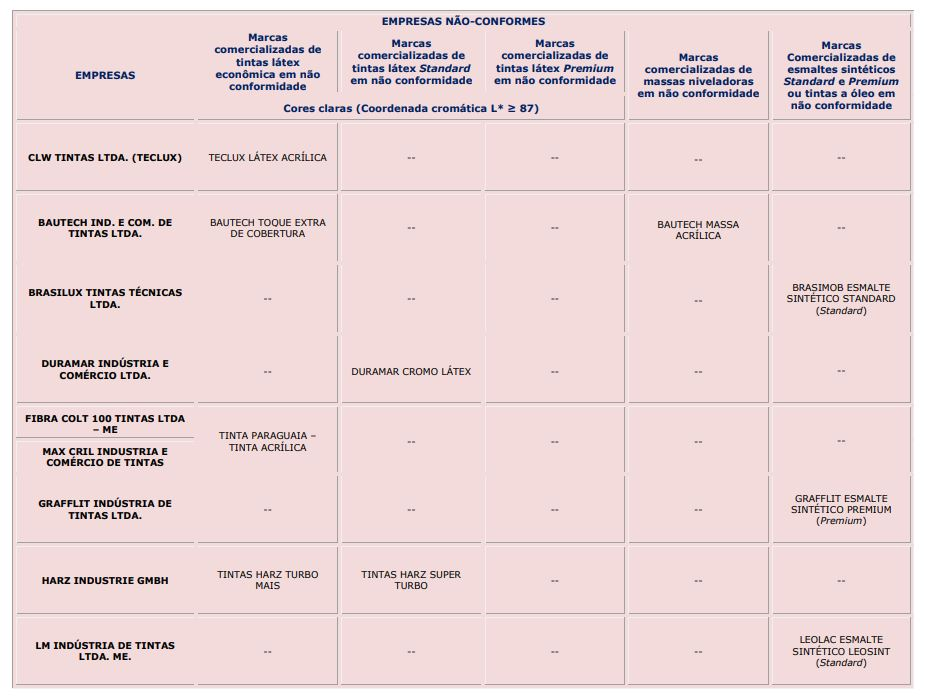 EMPRESAS NÃO-CONFORMES
EMPRESAS
Marcas
comercializadas de
tintas látex
econômica em não
conformidade
Marcas
comercializadas de
tintas látex Standard
em não conformidade
Marcas
comercializadas de
tintas látex Premium
em não conformidade
Marcas
comercializadas de
massas niveladoras
em não conformidade
Marcas
Comercializadas de
esmaltes sintéticos
Standard e Premium
ou tintas a óleo em
não conformidade
Cores claras (Coordenada cromática L* ≥ 87)
CLW TINTAS LTDA. (TECLUX)
TECLUX LÁTEX ACRÍLICA
--
--
--
--
BAUTECH IND. E COM. DE
TINTAS LTDA.
BAUTECH TOQUE EXTRA
DE COBERTURA
--
--
BAUTECH MASSA
ACRÍLICA
--
BRASILUX TINTAS TÉCNICAS
LTDA.
--
--
--
--
BRASIMOB ESMALTE
SINTÉTICO STANDARD
(Standard)
DURAMAR INDÚSTRIA E
COMÉRCIO LTDA.
--
DURAMAR CROMO LÁTEX
--
--
--
FIBRA COLT 100 TINTAS LTDA
– ME
MAX CRIL INDUSTRIA E
COMÉRCIO DE TINTAS
TINTA PARAGUAIA –
TINTA ACRÍLICA
--
--
--
--
GRAFFLIT INDÚSTRIA DE
TINTAS LTDA.
--
--
--
--
GRAFFLIT ESMALTE
SINTÉTICO PREMIUM
(Premium)
HARZ INDUSTRIE GMBH
TINTAS HARZ TURBO
MAIS
TINTAS HARZ SUPER
TURBO
--
--
--
LM INDÚSTRIA DE TINTAS
LTDA. ME.
--
--
--
--
LEOLAC ESMALTE
SINTÉTICO LEOSINT
(Standard)